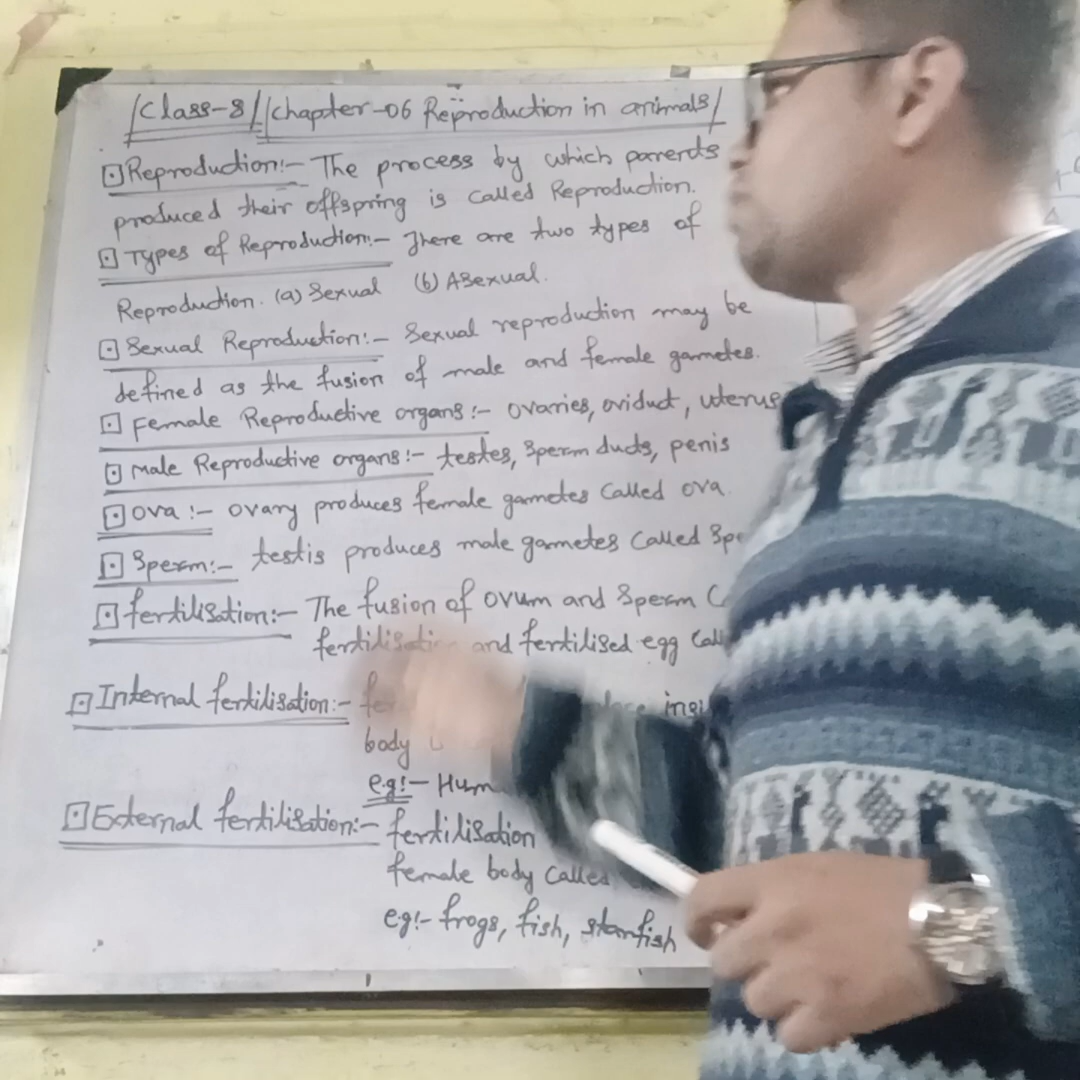 Class-8 Chapter-06 Reproduction in animals
Reproduction:- The process by which parents
produced their offspring is called Reproduction.
Types of Reproduction:- There are two types of
Reproduction. (a) Sexual (b) Asexual.
Sexual Reproduction:- Sexual reproduction may be
defined as the fusion of male and female gametes.
Female Reproductive organs:- ovaries, oviduct, uterus
male Reproductive organs:- testes, sperm ducts, penis
Ova:- ovary produces female gametes called ova.
Sperm:- testis produces male gametes called
fertilisation:- The fusion of ovum and sperm
fertilisation and fertilised egg
Internal fertilisation:-
body
e.g:-
External fertilisation:- fertilisation
female body called
e.g:- frogs, fish, starfish